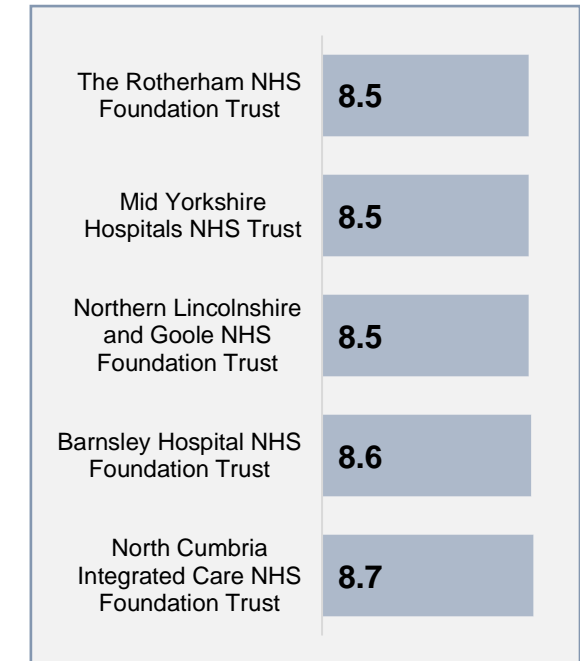 The Rotherham NHS
Foundation Trust
8.5
Mid Yorkshire
Hospitals NHS Trust
8.5
Northern Lincolnshire
and Goole NHS
Foundation Trust
8.5
Barnsley Hospital NHS
Foundation Trust
8.6
North Cumbria
Integrated Care NHS
Foundation Trust
8.7